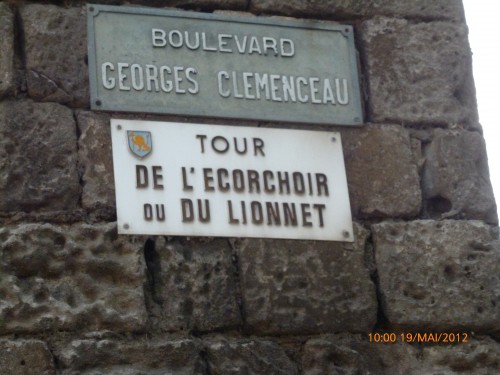 BOULEVARD
GEORGES CLEMENCEAU
TOUR
DE L'ECORCHOIR
OU DU LIONNET
10:00 19/MAI/2012